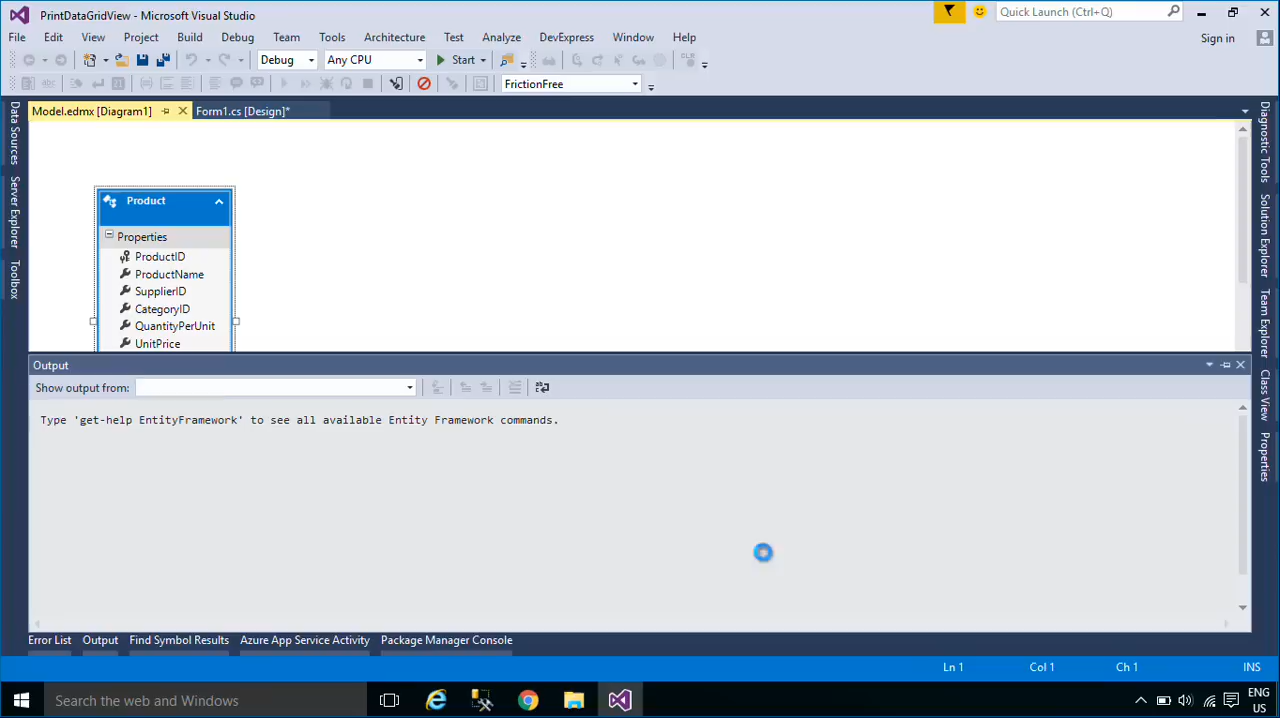 PrintDataGridView - Microsoft Visual Studio
Quick Launch (Ctrl+Q)
File Edit View Project Build Debug Team Tools Architecture Test Analyze DevExpress Window Help
Sign in
Debug Any CPU Start
FrictionFree
Model.edmx [Diagram1] Form1.cs [Design]*
Data Sources
Server Explorer
Toolbox
Product
Properties
ProductID
ProductName
SupplierID
CategoryID
QuantityPerUnit
UnitPrice
Diagnostic Tools
Solution Explorer
Team Explorer
Class View
Properties
Output
Show output from:
Type 'get-help EntityFramework' to see all available Entity Framework commands.
Error List Output Find Symbol Results Azure App Service Activity Package Manager Console
Ln 1 Col 1 Ch 1 INS
Search the web and Windows
ENG
US